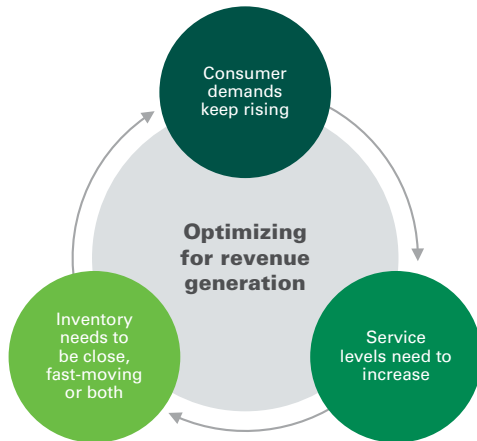 Consumer
demands
keep rising
Optimizing
for revenue
generation
Inventory
needs to
be close,
fast-moving
or both
Service
levels need to
increase